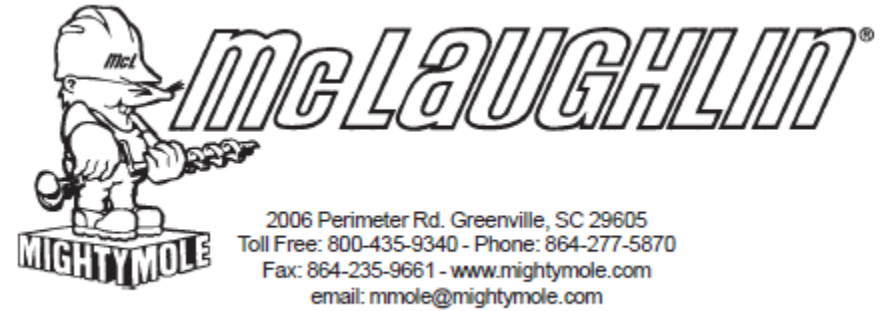 McL
McLAUGHLIN®
MIGHTYMOLE
2006 Perimeter Rd. Greenville, SC 29605
Toll Free: 800-435-9340 - Phone: 864-277-5870
Fax: 864-235-9661 - www.mightymole.com
email: mmole@mightymole.com